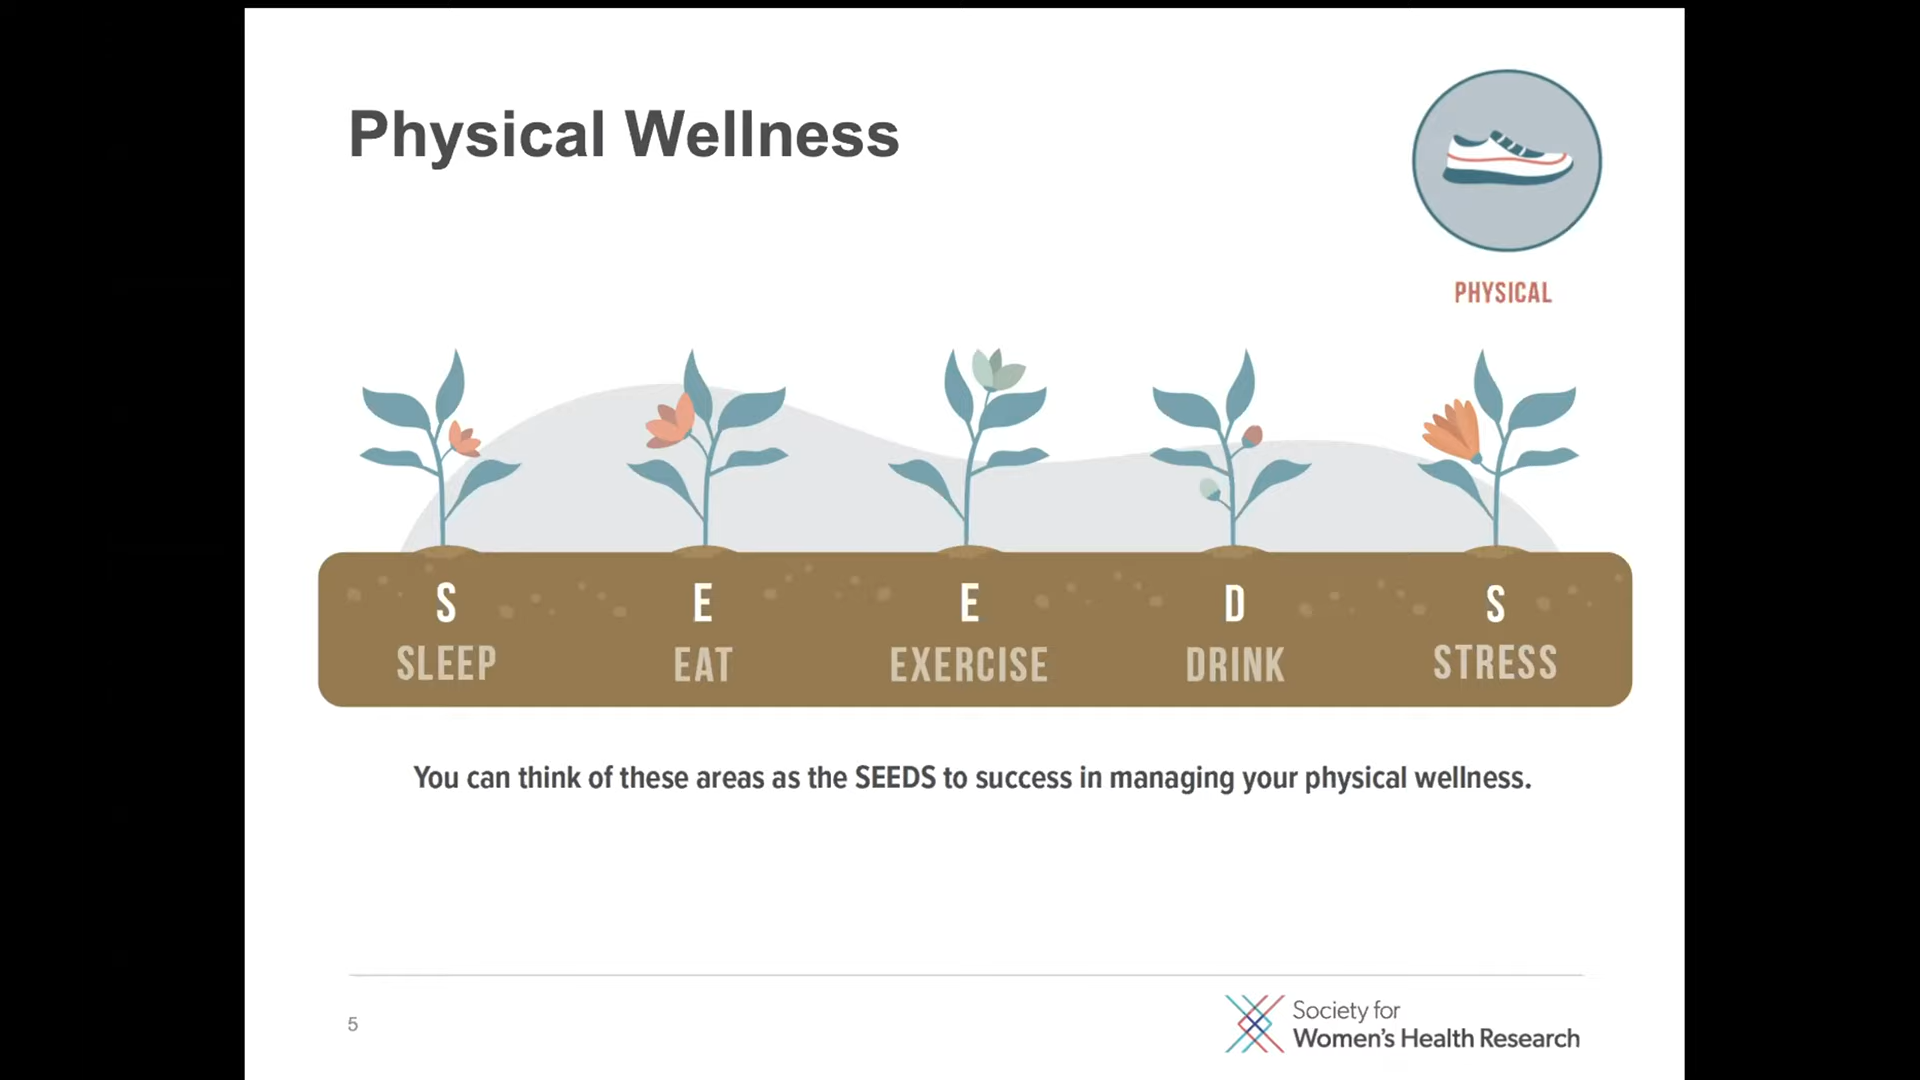 Physical Wellness
PHYSICAL
S E E D S
SLEEP EAT EXERCISE DRINK STRESS
You can think of these areas as the SEEDS to success in managing your physical wellness.
5
Society for
Women's Health Research